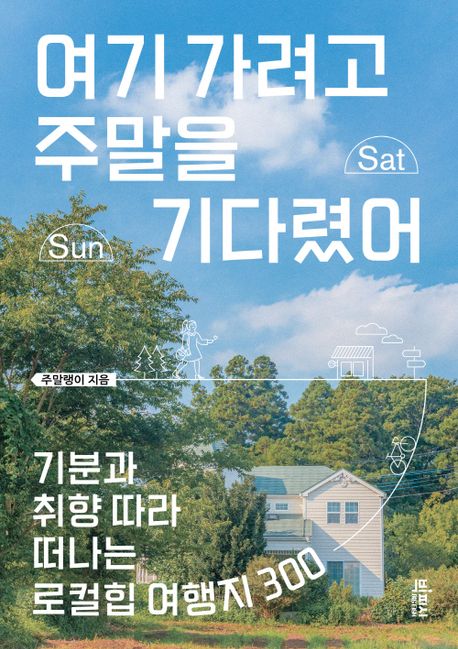 여기 가려고
주말을
Sat
기다렸어
Sun
주말랭이 지음
기분과
취향 따라
떠나는
로컬힙 여행지 300